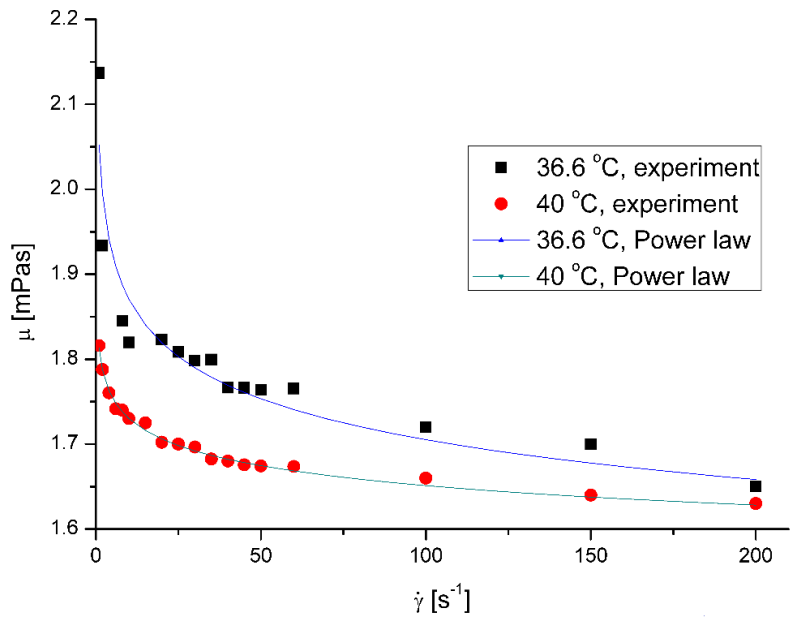 2.2
2.1
2.0
1.9
1.8
1.7
1.6
μ [mPas]
36.6 °C, experiment
40 °C, experiment
36.6 °C, Power law
40 °C, Power law
0 50 100 150 200
γ̇ [s⁻¹]